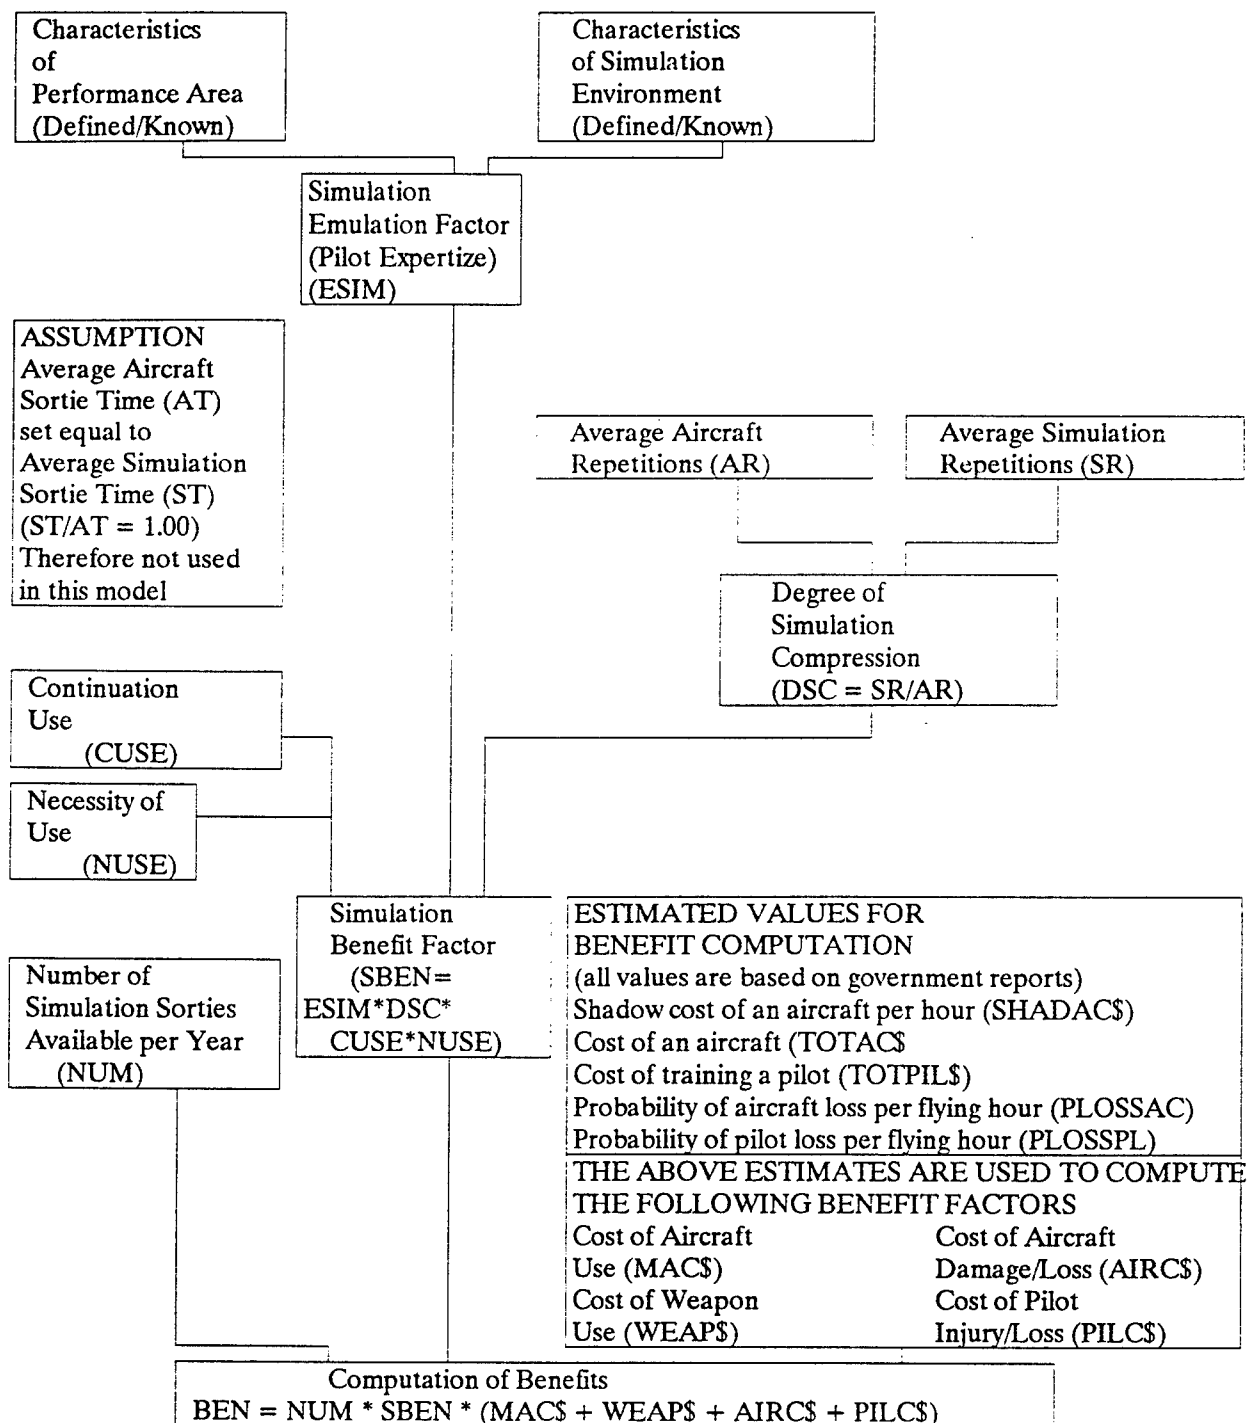 Characteristics
of
Performance Area
(Defined/Known)
Characteristics
of Simulation
Environment
(Defined/Known)
Simulation
Emulation Factor
(Pilot Expertize)
(ESIM)
ASSUMPTION
Average Aircraft
Sortie Time (AT)
set equal to
Average Simulation
Sortie Time (ST)
(ST/AT = 1.00)
Therefore not used
in this model
Average Aircraft
Repetitions (AR)
Average Simulation
Repetitions (SR)
Degree of
Simulation
Compression
(DSC = SR/AR)
Continuation
Use
(CUSE)
Necessity of
Use
(NUSE)
Number of
Simulation Sorties
Available per Year
(NUM)
Simulation
Benefit Factor
(SBEN=
ESIM*DSC*
CUSE*NUSE)
ESTIMATED VALUES FOR
BENEFIT COMPUTATION
(all values are based on government reports)
Shadow cost of an aircraft per hour (SHADAC$)
Cost of an aircraft (TOTAC$
Cost of training a pilot (TOTPIL$)
Probability of aircraft loss per flying hour (PLOSSAC)
Probability of pilot loss per flying hour (PLOSSPL)
THE ABOVE ESTIMATES ARE USED TO COMPUTE
THE FOLLOWING BENEFIT FACTORS
Cost of Aircraft
Use (MAC$)
Cost of Weapon
Use (WEAP$)
Cost of Aircraft
Damage/Loss (AIRC$)
Cost of Pilot
Injury/Loss (PILC$)
Computation of Benefits
BEN = NUM * SBEN * (MAC$ + WEAP$ + AIRC$ + PILC$)